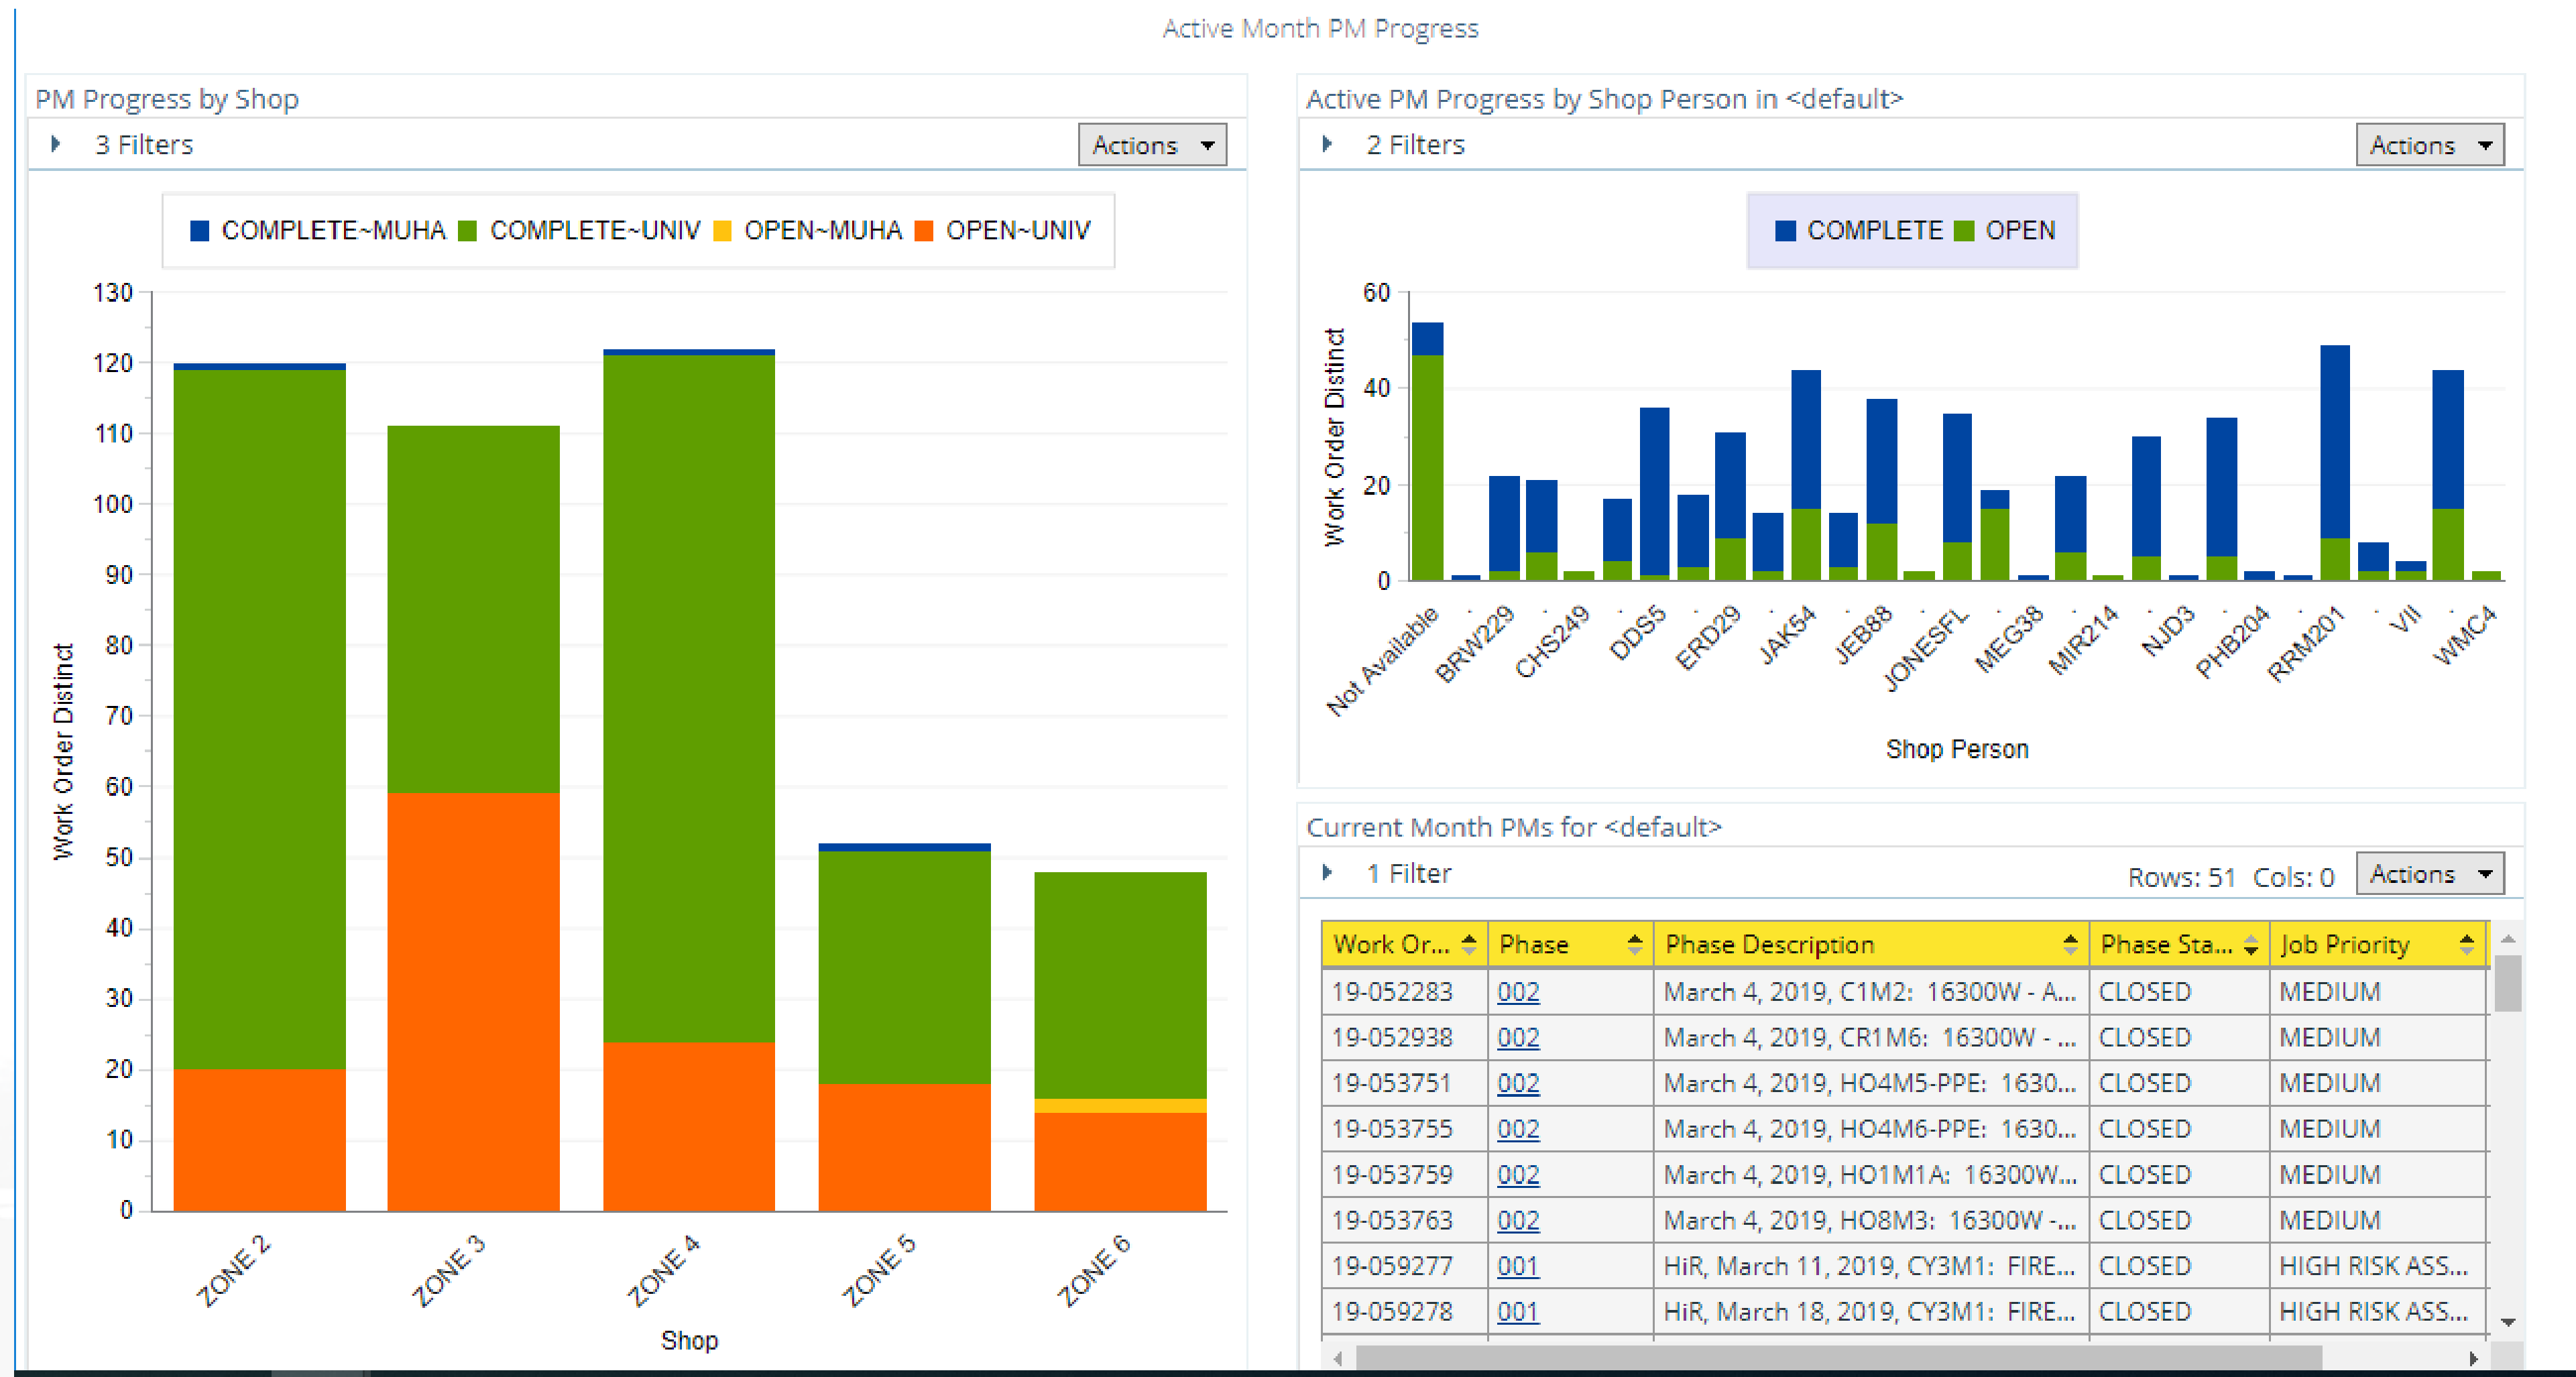 Active Month PM Progress
PM Progress by Shop
3 Filters
Actions
COMPLETE~MUHA COMPLETE~UNIV OPEN~MUHA OPEN~UNIV
130
120
110
100
90
80
70
60
50
40
30
20
10
0
Work Order Distinct
ZONE 2 ZONE 3 ZONE 4 ZONE 5 ZONE 6
Shop
Active PM Progress by Shop Person in <default>
2 Filters
Actions
COMPLETE OPEN
60
40
20
0
Work Order Distinct
Not Available . BRW229 . CHS249 . DDS5 . ERD29 . JAK54 . JEB88 . JONESFL . MEG38 . MIR214 . NJD3 . PHB204 . RRM201 . VII . WMC4
Shop Person
Current Month PMs for <default>
1 Filter
Rows: 51 Cols: 0
Actions
Work Or... Phase Phase Description Phase Sta... Job Priority
19-052283 002 March 4, 2019, C1M2: 16300W - A... CLOSED MEDIUM
19-052938 002 March 4, 2019, CR1M6: 16300W - ... CLOSED MEDIUM
19-053751 002 March 4, 2019, HO4M5-PPE: 1630... CLOSED MEDIUM
19-053755 002 March 4, 2019, HO4M6-PPE: 1630... CLOSED MEDIUM
19-053759 002 March 4, 2019, HO1M1A: 16300W... CLOSED MEDIUM
19-053763 002 March 4, 2019, HO8M3: 16300W -... CLOSED MEDIUM
19-059277 001 HiR, March 11, 2019, CY3M1: FIRE... CLOSED HIGH RISK ASS...
19-059278 001 HiR, March 18, 2019, CY3M1: FIRE... CLOSED HIGH RISK ASS...